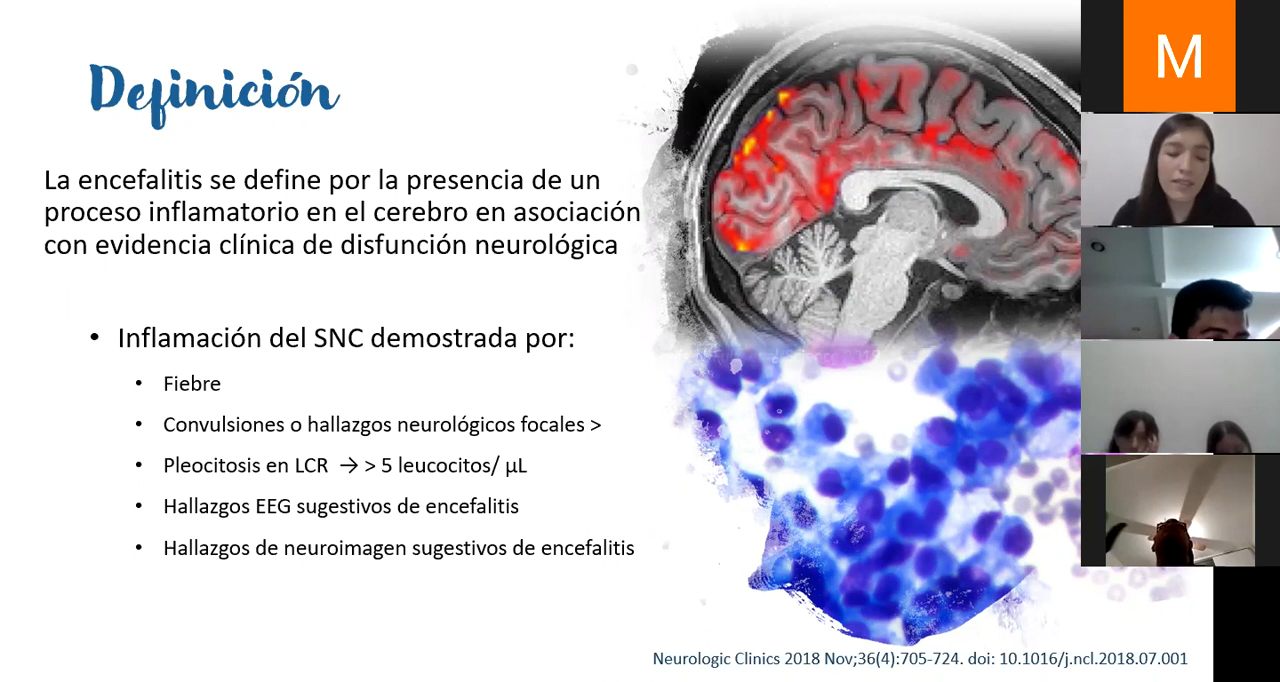 Definición
La encefalitis se define por la presencia de un
proceso inflamatorio en el cerebro en asociación
con evidencia clínica de disfunción neurológica
• Inflamación del SNC demostrada por:
• Fiebre
• Convulsiones o hallazgos neurológicos focales >
• Pleocitosis en LCR → > 5 leucocitos/ µL
• Hallazgos EEG sugestivos de encefalitis
• Hallazgos de neuroimagen sugestivos de encefalitis
Neurologic Clinics 2018 Nov;36(4):705-724. doi: 10.1016/j.ncl.2018.07.001
M